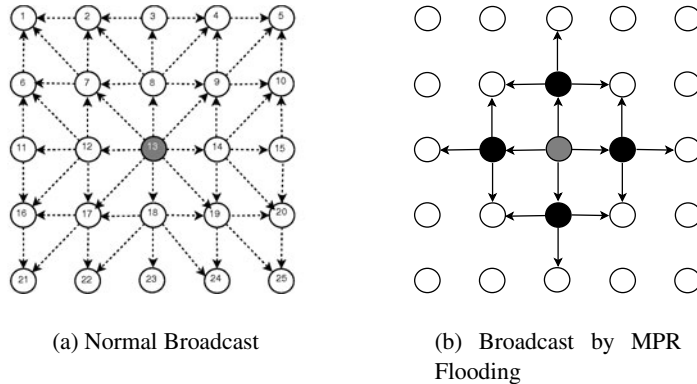 1 2 3 4 5
6 7 8 9 10
11 12 13 14 15
16 17 18 19 20
21 22 23 24 25
(a) Normal Broadcast
(b) Broadcast by MPR
Flooding